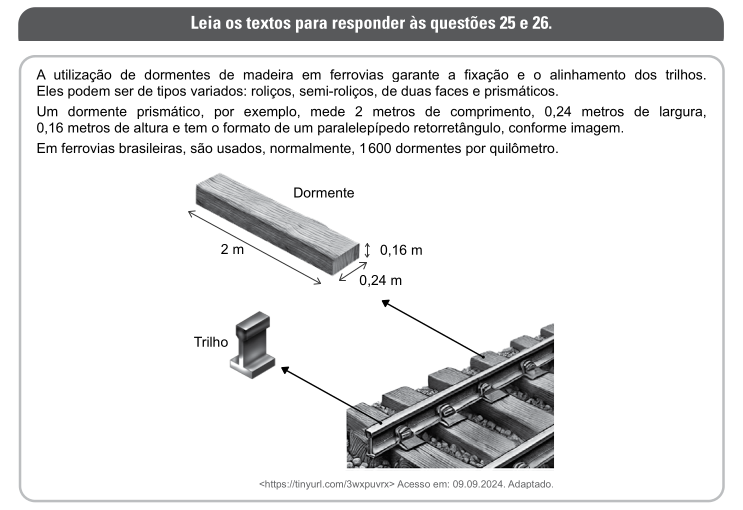 Leia os textos para responder às questões 25 e 26.
A utilização de dormentes de madeira em ferrovias garante a fixação e o alinhamento dos trilhos.
Eles podem ser de tipos variados: roliços, semi-roliços, de duas faces e prismáticos.
Um dormente prismático, por exemplo, mede 2 metros de comprimento, 0,24 metros de largura,
0,16 metros de altura e tem o formato de um paralelepípedo retorretângulo, conforme imagem.
Em ferrovias brasileiras, são usados, normalmente, 1 600 dormentes por quilômetro.
Dormente
2 m
0,16 m
0,24 m
Trilho
<https://tinyurl.com/3wxpuvrx> Acesso em: 09.09.2024. Adaptado.